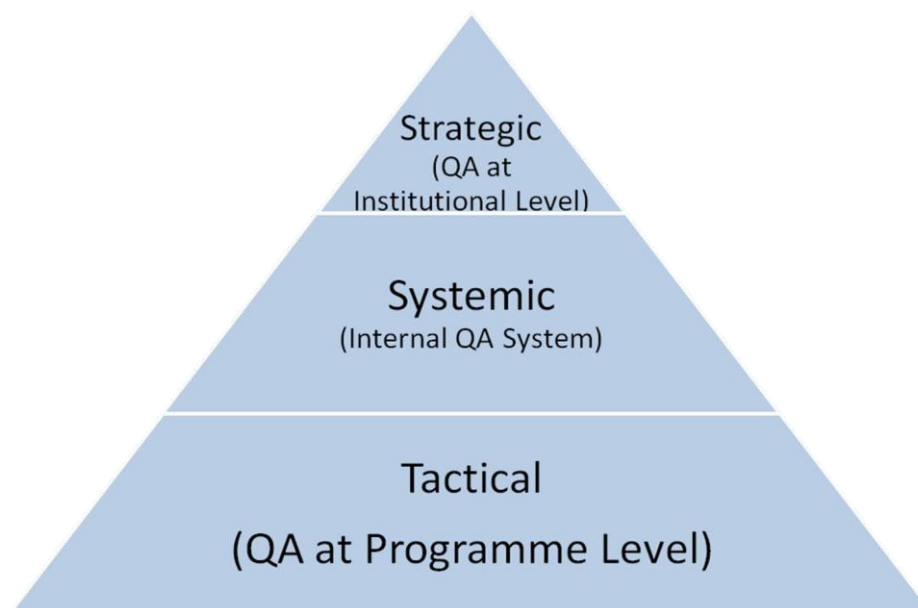 Strategic
(QA at
Institutional Level)
Systemic
(Internal QA System)
Tactical
(QA at Programme Level)